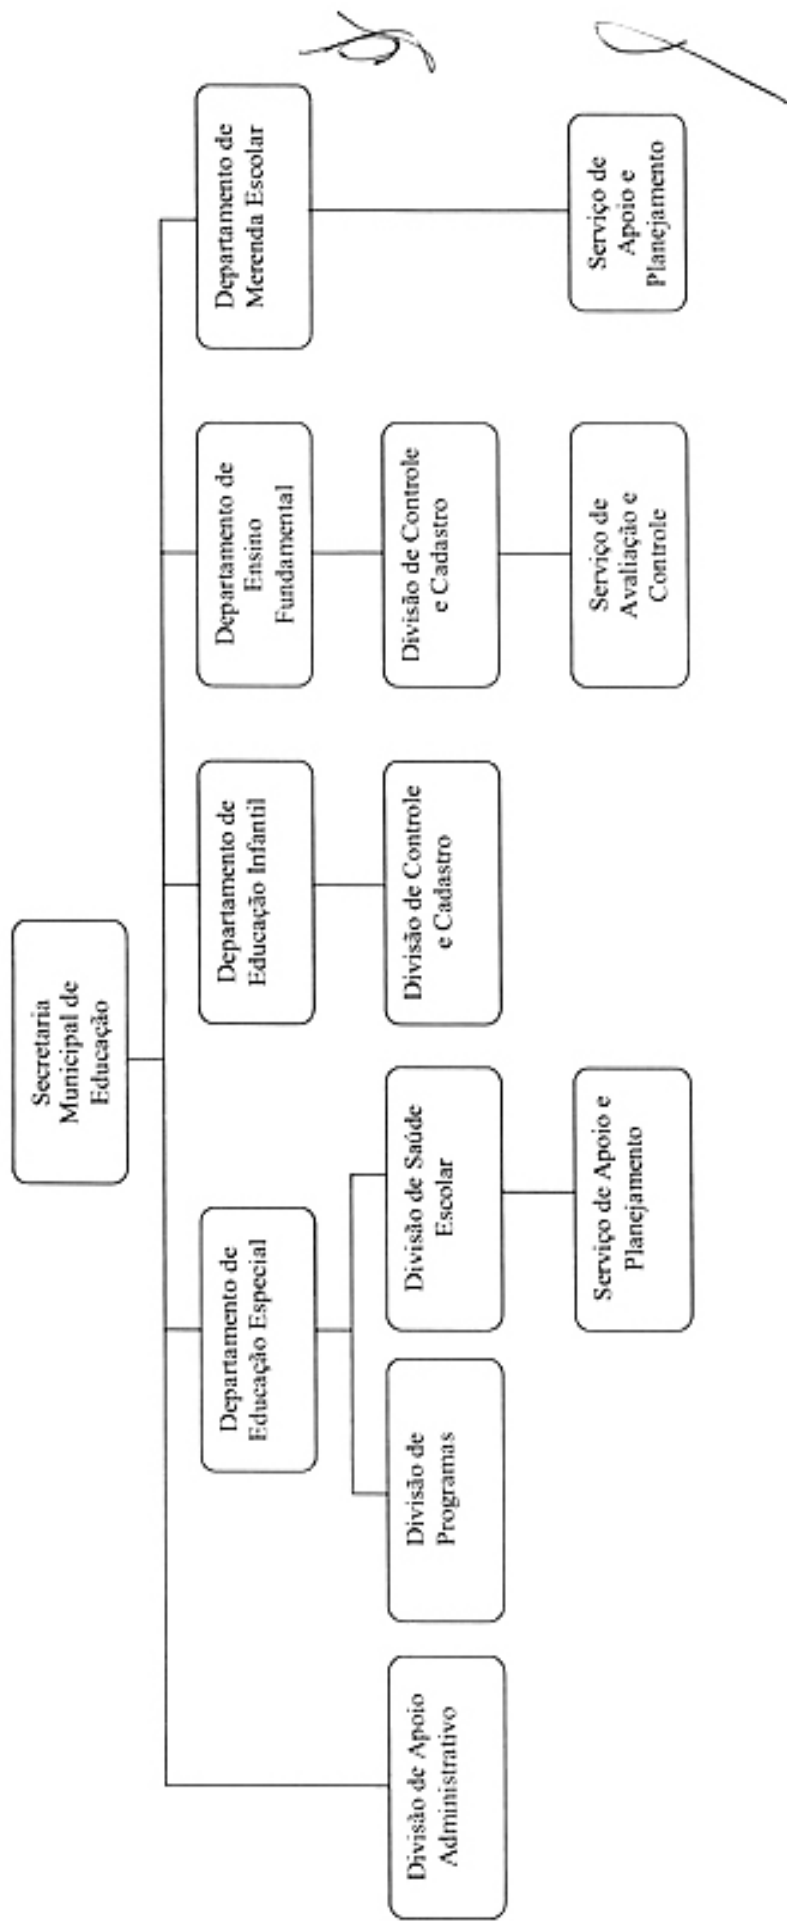 Secretaria
Municipal de
Educação
Divisão de Apoio
Administrativo
Departamento de
Educação Especial
Divisão de
Programas
Divisão de Saúde
Escolar
Serviço de Apoio e
Planejamento
Departamento de
Educação Infantil
Divisão de Controle
e Cadastro
Departamento de
Ensino
Fundamental
Divisão de Controle
e Cadastro
Serviço de
Avaliação e
Controle
Departamento de
Merenda Escolar
Serviço de
Apoio e
Planejamento